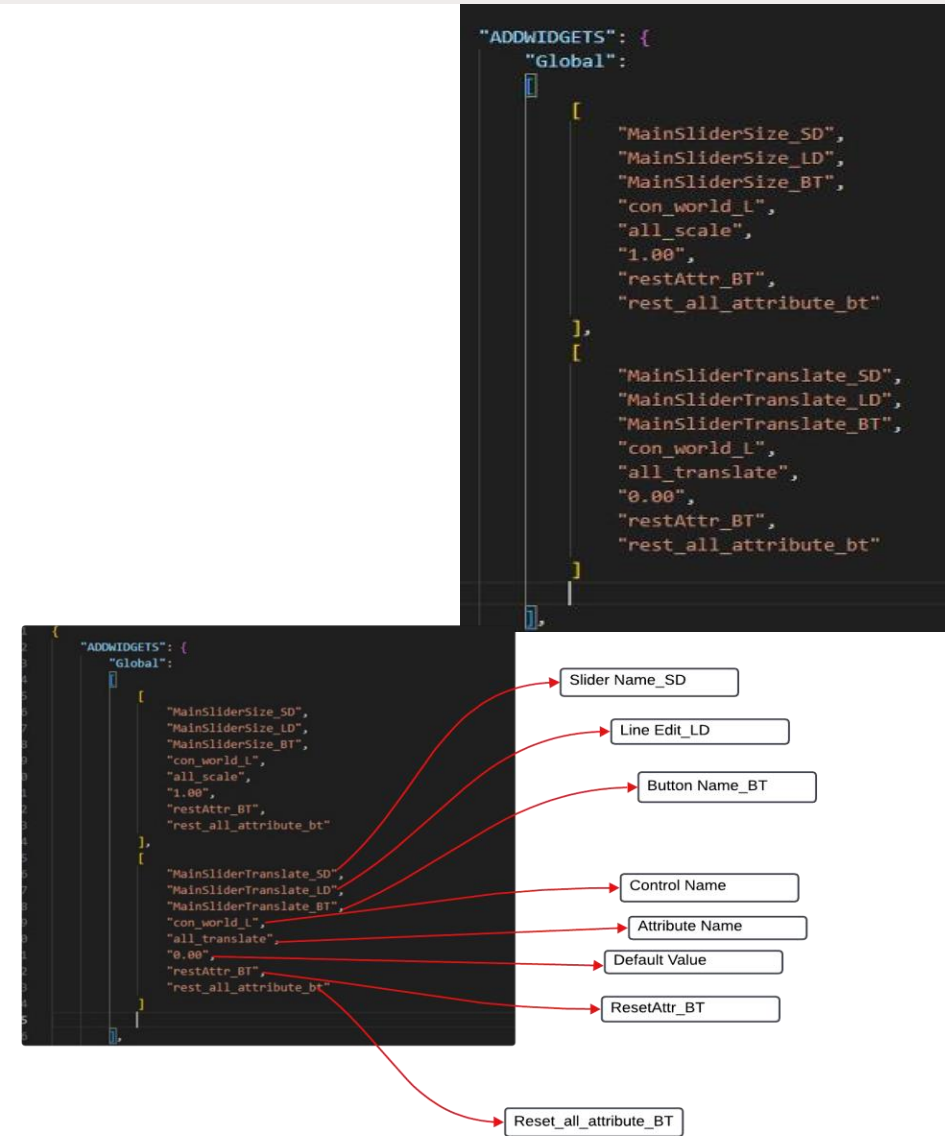 "ADDWIDGETS": {
"Global":
[
[
"MainSliderSize_SD",
"MainSliderSize_LD",
"MainSliderSize_BT",
"con_world_L",
"all_scale",
"1.00",
"restAttr_BT",
"rest_all_attribute_bt"
],
[
"MainSliderTranslate_SD",
"MainSliderTranslate_LD",
"MainSliderTranslate_BT",
"con_world_L",
"all_translate",
"0.00",
"restAttr_BT",
"rest_all_attribute_bt"
]
],
{
"ADDWIDGETS": {
"Global":
[
[
"MainSliderSize_SD",
"MainSliderSize_LD",
"MainSliderSize_BT",
"con_world_L",
"all_scale",
"1.00",
"restAttr_BT",
"rest_all_attribute_bt"
],
[
"MainSliderTranslate_SD",
"MainSliderTranslate_LD",
"MainSliderTranslate_BT",
"con_world_L",
"all_translate",
"0.00",
"restAttr_BT",
"rest_all_attribute_bt"
]
],
Slider Name_SD
Line Edit_LD
Button Name_BT
Control Name
Attribute Name
Default Value
ResetAttr_BT
Reset_all_attribute_BT